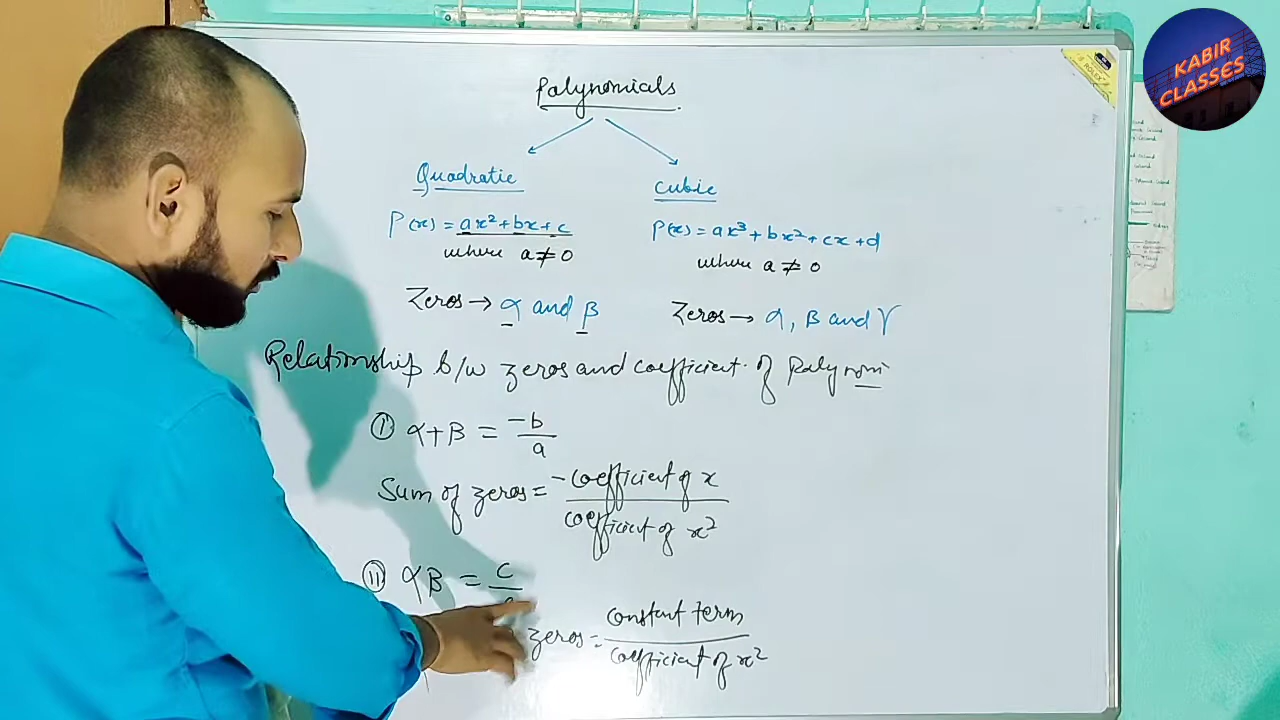 KABIR
CLASSES
ROLEX
Polynomials
Quadratic
P(x) = ax²+bx+c
where a≠0
Zeros → α and β
Cubic
P(x) = ax³+bx²+cx+d
where a≠0
Zeros → α, β and γ
Relationship b/w zeros and coefficient of Polynomi
(I) α+β = -b/a
Sum of zeros = -coefficient of x / coefficient of x²
(II) αβ = c/
zeros = constant term / coefficient of x²